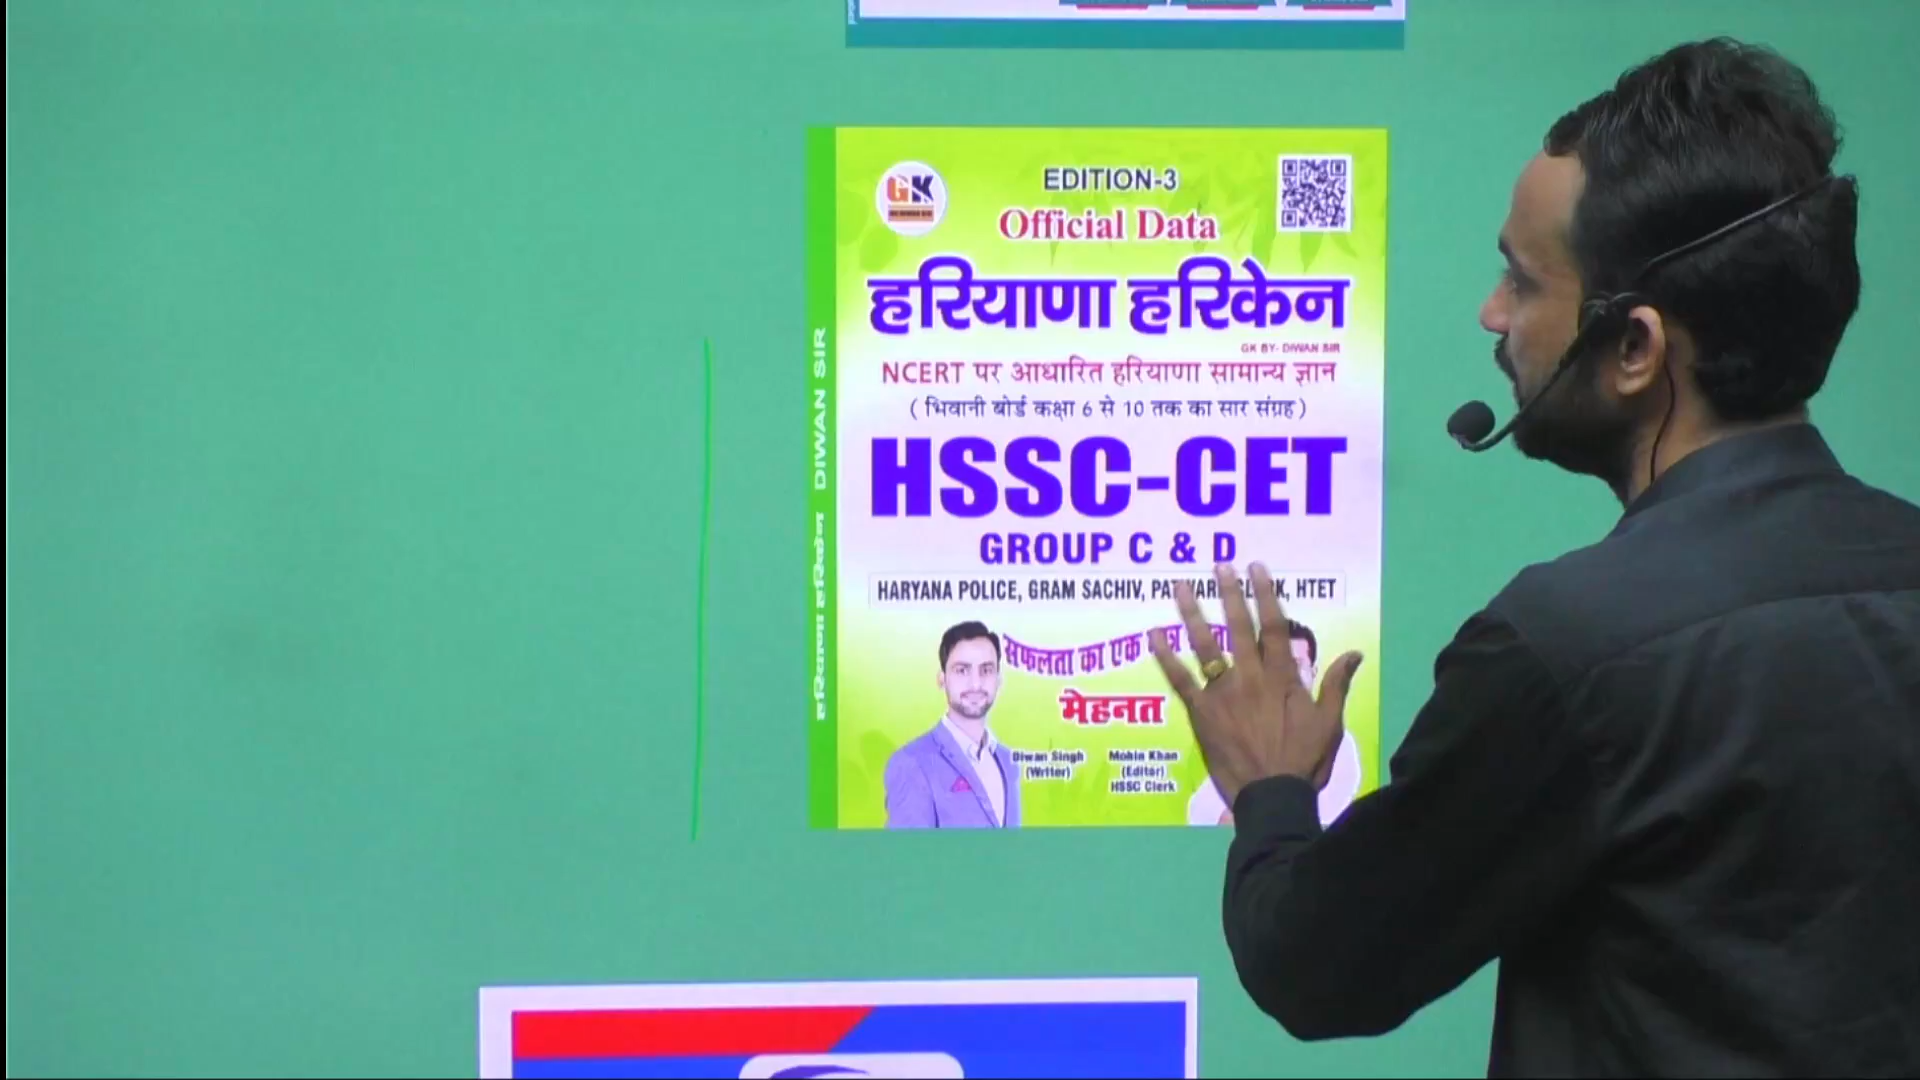 GK
EDITION-3
Official Data
हरियाणा हरिकेन
GK BY- DIWAN SIR
NCERT पर आधारित हरियाणा सामान्य ज्ञान
( भिवानी बोर्ड कक्षा 6 से 10 तक का सार संग्रह )
HSSC-CET
GROUP C & D
HARYANA POLICE, GRAM SACHIV, HTET
सफलता का एक
मेहनत
Diwan Singh
(Writer)
Mohin Khan
(Editor)
HSSC Clerk
हरियाणा हरिकेन DIWAN SIR